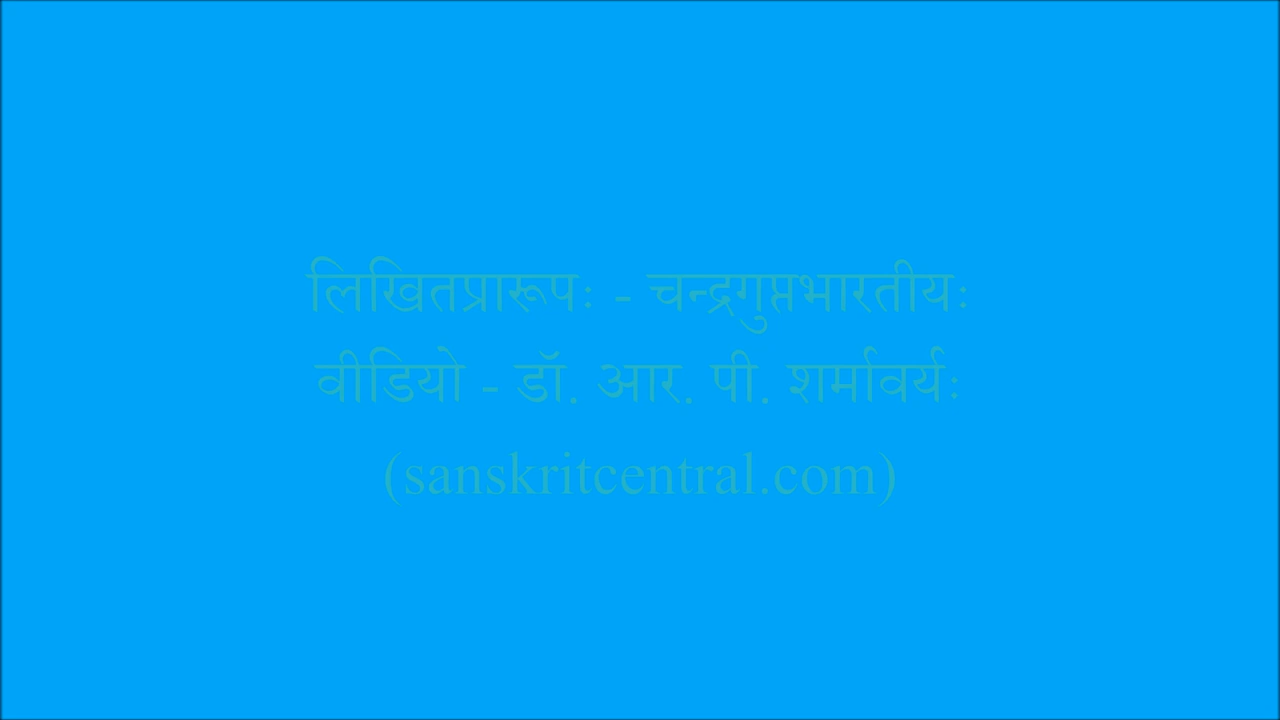 लिखितप्रारूपः - चन्द्रगुप्तभारतीयः
वीडियो - डॉ. आर. पी. शर्मावर्यः
(sanskritcentral.com)